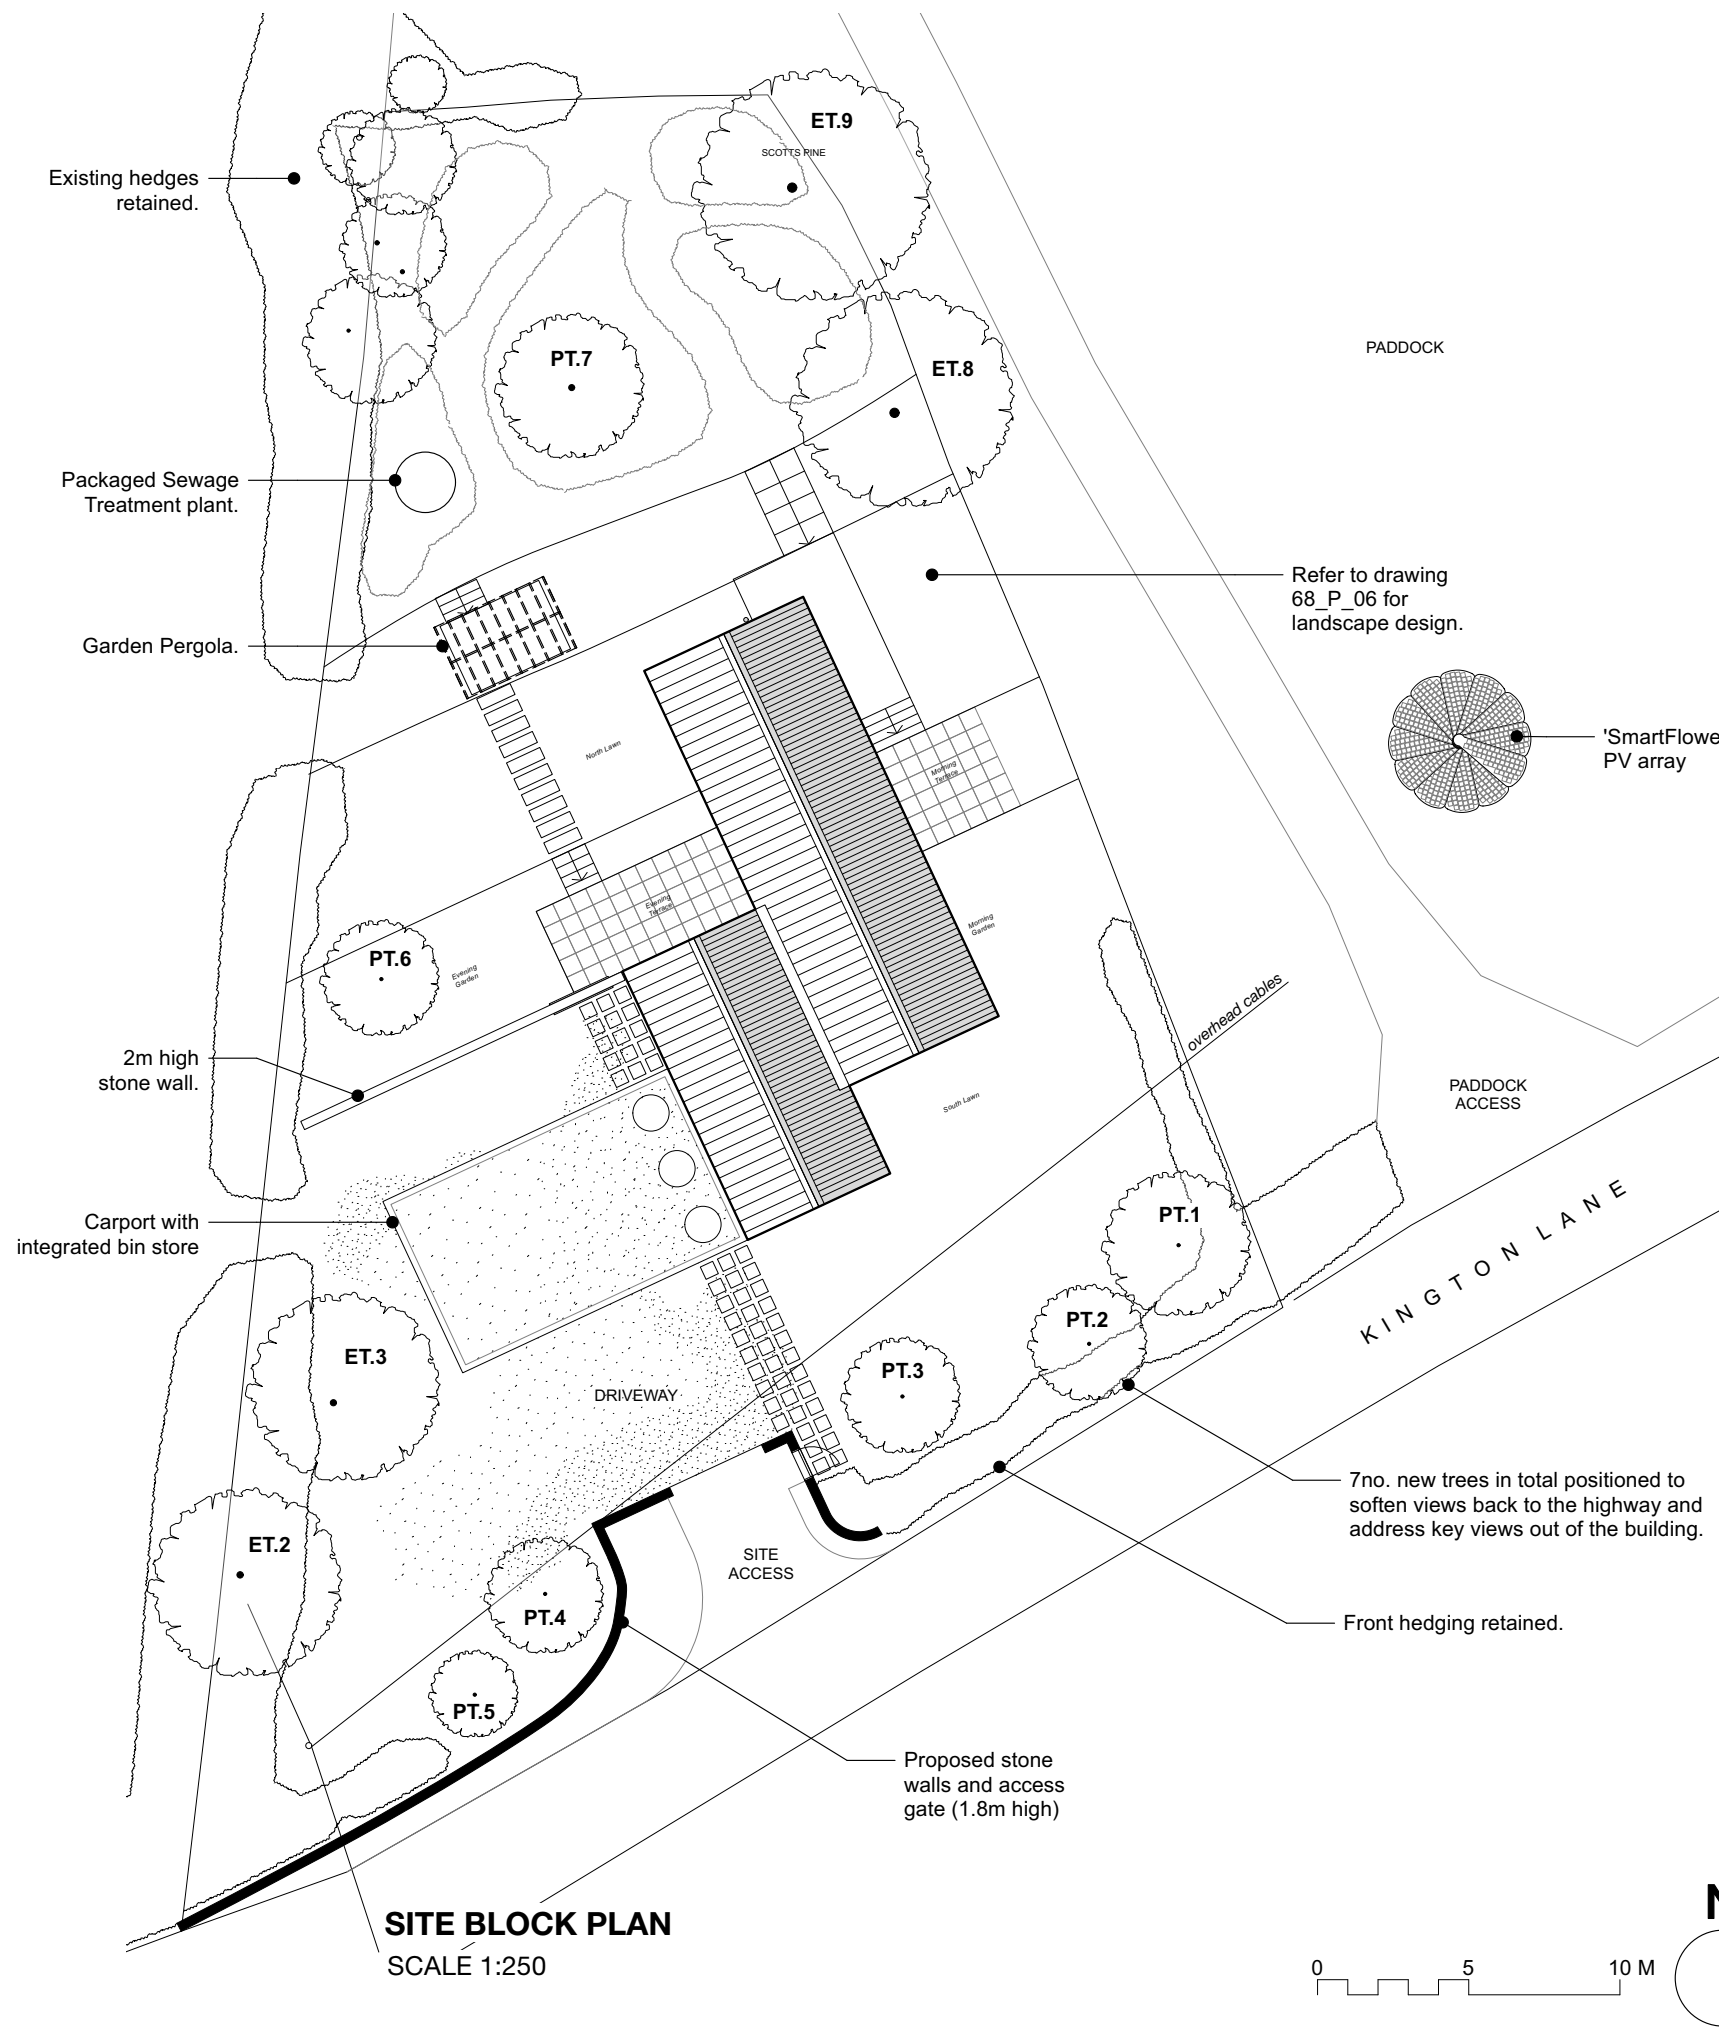 ET.9
SCOTTS PINE
Existing hedges
retained.
PADDOCK
PT.7
ET.8
Packaged Sewage
Treatment plant.
Refer to drawing
68_P_06 for
landscape design.
Garden Pergola.
'SmartFlowe
PV array
North Lawn
Morning
Terrace
Evening
Terrace
Morning
Garden
PT.6
Evening
Garden
overhead cables
2m high
stone wall.
South Lawn
PADDOCK
ACCESS
KINGTON LANE
PT.1
Carport with
integrated bin store
PT.2
ET.3
PT.3
DRIVEWAY
7no. new trees in total positioned to
soften views back to the highway and
address key views out of the building.
ET.2
SITE
ACCESS
PT.4
Front hedging retained.
PT.5
Proposed stone
walls and access
gate (1.8m high)
SITE BLOCK PLAN
SCALE 1:250
0 5 10 M